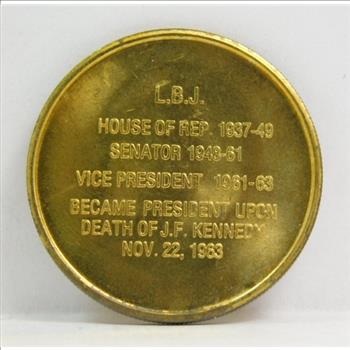 L.B.J.
HOUSE OF REP. 1937-49
SENATOR 1948-61
VICE PRESIDENT 1961-63
BECAME PRESIDENT UPON
DEATH OF J.F. KENNEDY
NOV. 22, 1963